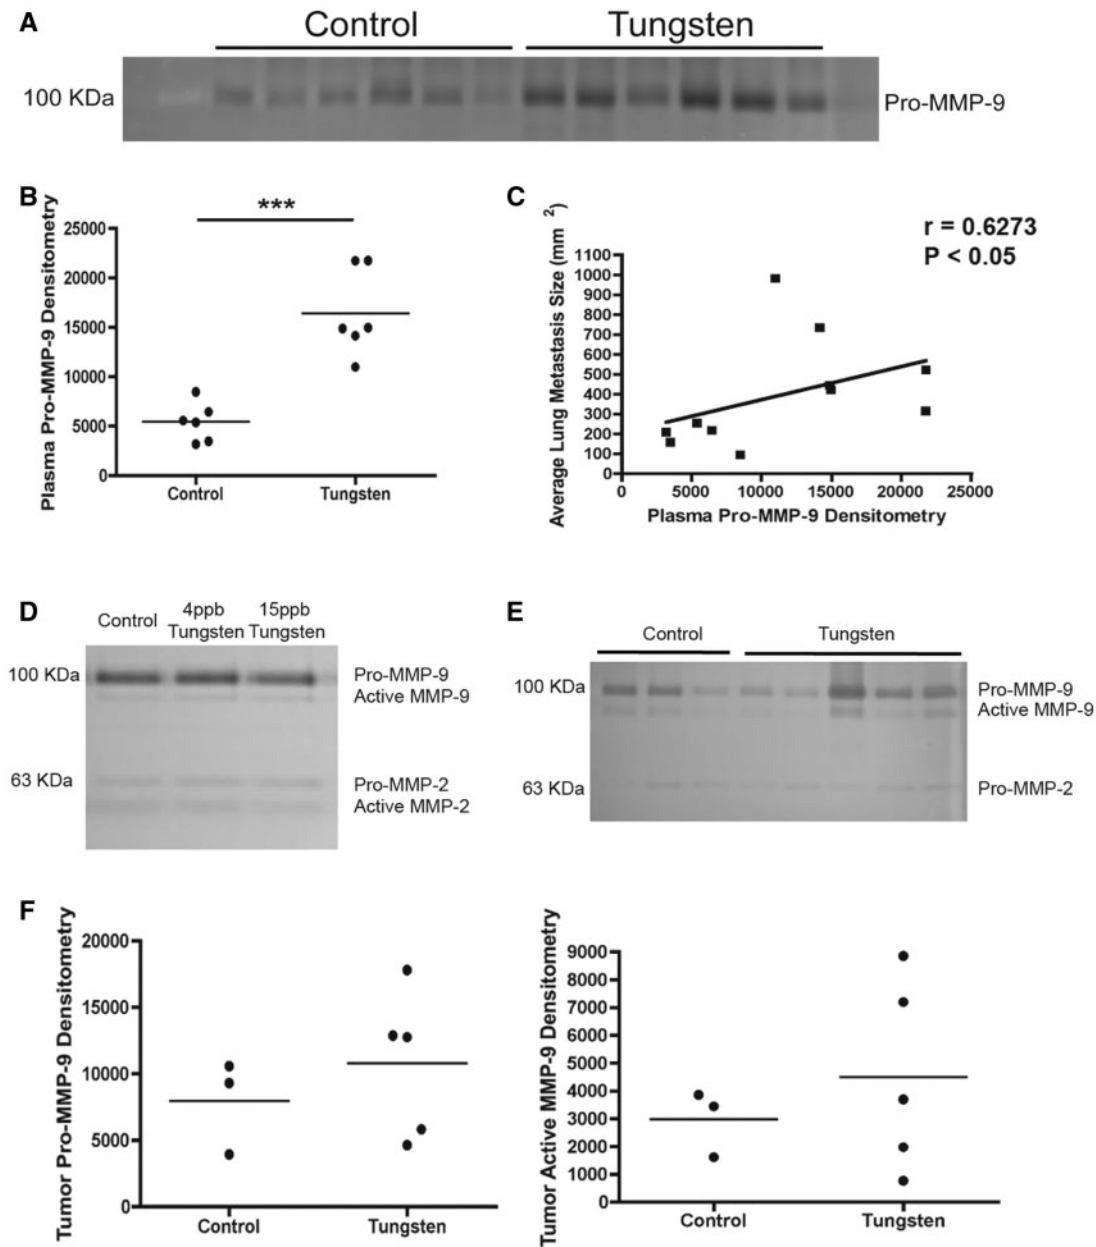 A
Control Tungsten
100 KDa
Pro-MMP-9
B
Plasma Pro-MMP-9 Densitometry
***
25000
20000
15000
10000
5000
0
Control Tungsten
C
Average Lung Metastasis Size (mm 2)
r = 0.6273
P < 0.05
1100
1000
900
800
700
600
500
400
300
200
100
0
0 5000 10000 15000 20000 25000
Plasma Pro-MMP-9 Densitometry
D
Control 4ppb Tungsten 15ppb Tungsten
100 KDa
Pro-MMP-9
Active MMP-9
63 KDa
Pro-MMP-2
Active MMP-2
E
Control Tungsten
100 KDa
Pro-MMP-9
Active MMP-9
63 KDa
Pro-MMP-2
F
Tumor Pro-MMP-9 Densitometry
20000
15000
10000
5000
0
Control Tungsten
Tumor Active MMP-9 Densitometry
9000
8000
7000
6000
5000
4000
3000
2000
1000
0
Control Tungsten